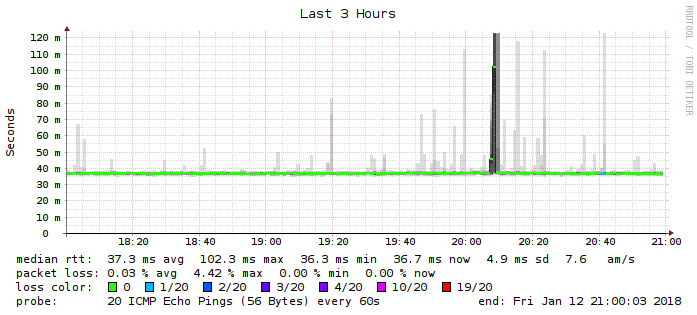 Last 3 Hours
RRDTOOL / TOBI OETIKER
Seconds
120 m
110 m
100 m
90 m
80 m
70 m
60 m
50 m
40 m
30 m
20 m
10 m
0
18:20 18:40 19:00 19:20 19:40 20:00 20:20 20:40 21:00
median rtt: 37.3 ms avg 102.3 ms max 36.3 ms min 36.7 ms now 4.9 ms sd 7.6 am/s
packet loss: 0.03 % avg 4.42 % max 0.00 % min 0.00 % now
loss color: 0 1/20 2/20 3/20 4/20 10/20 19/20
probe: 20 ICMP Echo Pings (56 Bytes) every 60s end: Fri Jan 12 21:00:03 2018